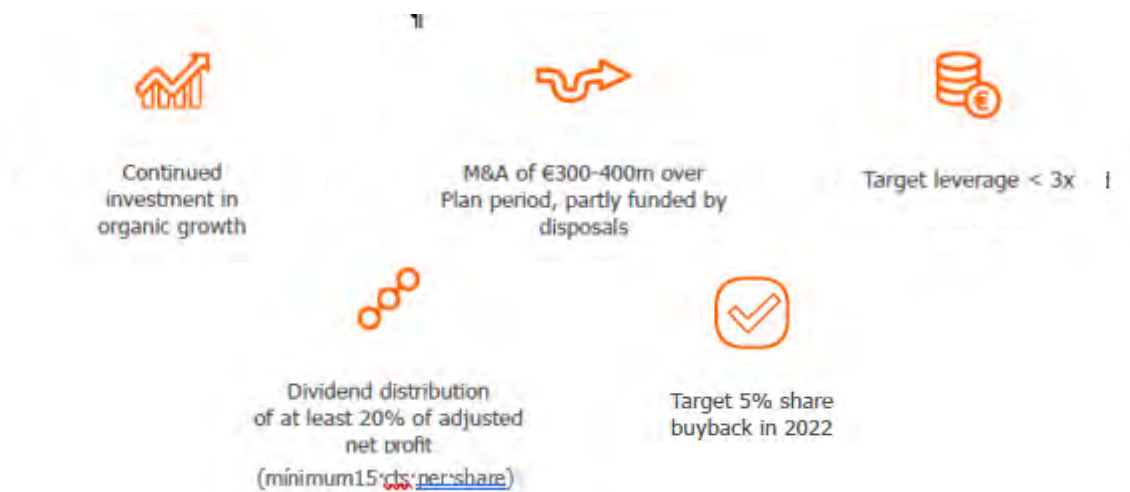 ¶
Continued
investment in
organic growth
M&A of €300-400m over
Plan period, partly funded by
disposals
Target leverage < 3x
Dividend distribution
of at least 20% of adjusted
net profit
(minimum15·cts·per·share)
Target 5% share
buyback in 2022